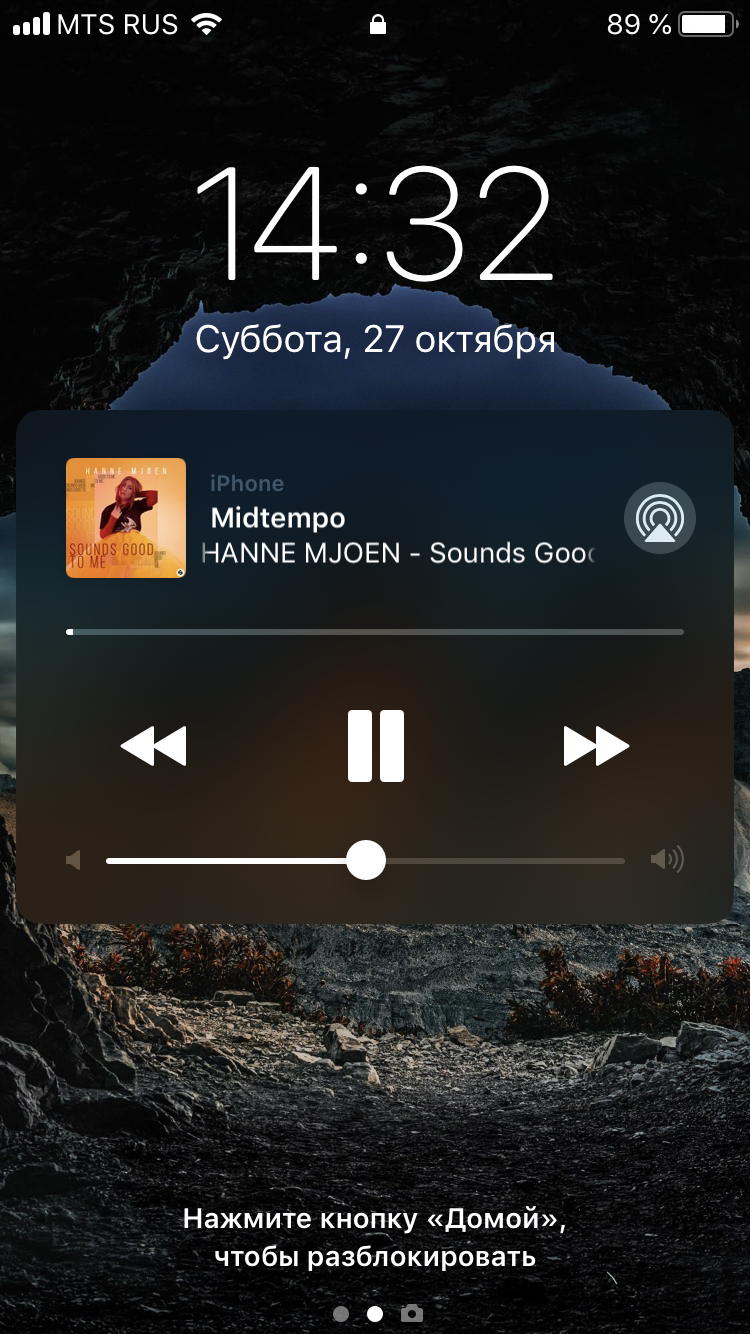 MTS RUS
89 %
14:32
Суббота, 27 октября
iPhone
Midtempo
HANNE MJOEN - Sounds Good
HANNE MJOEN
SOUNDS GOOD
TO ME
Нажмите кнопку «Домой»,
чтобы разблокировать